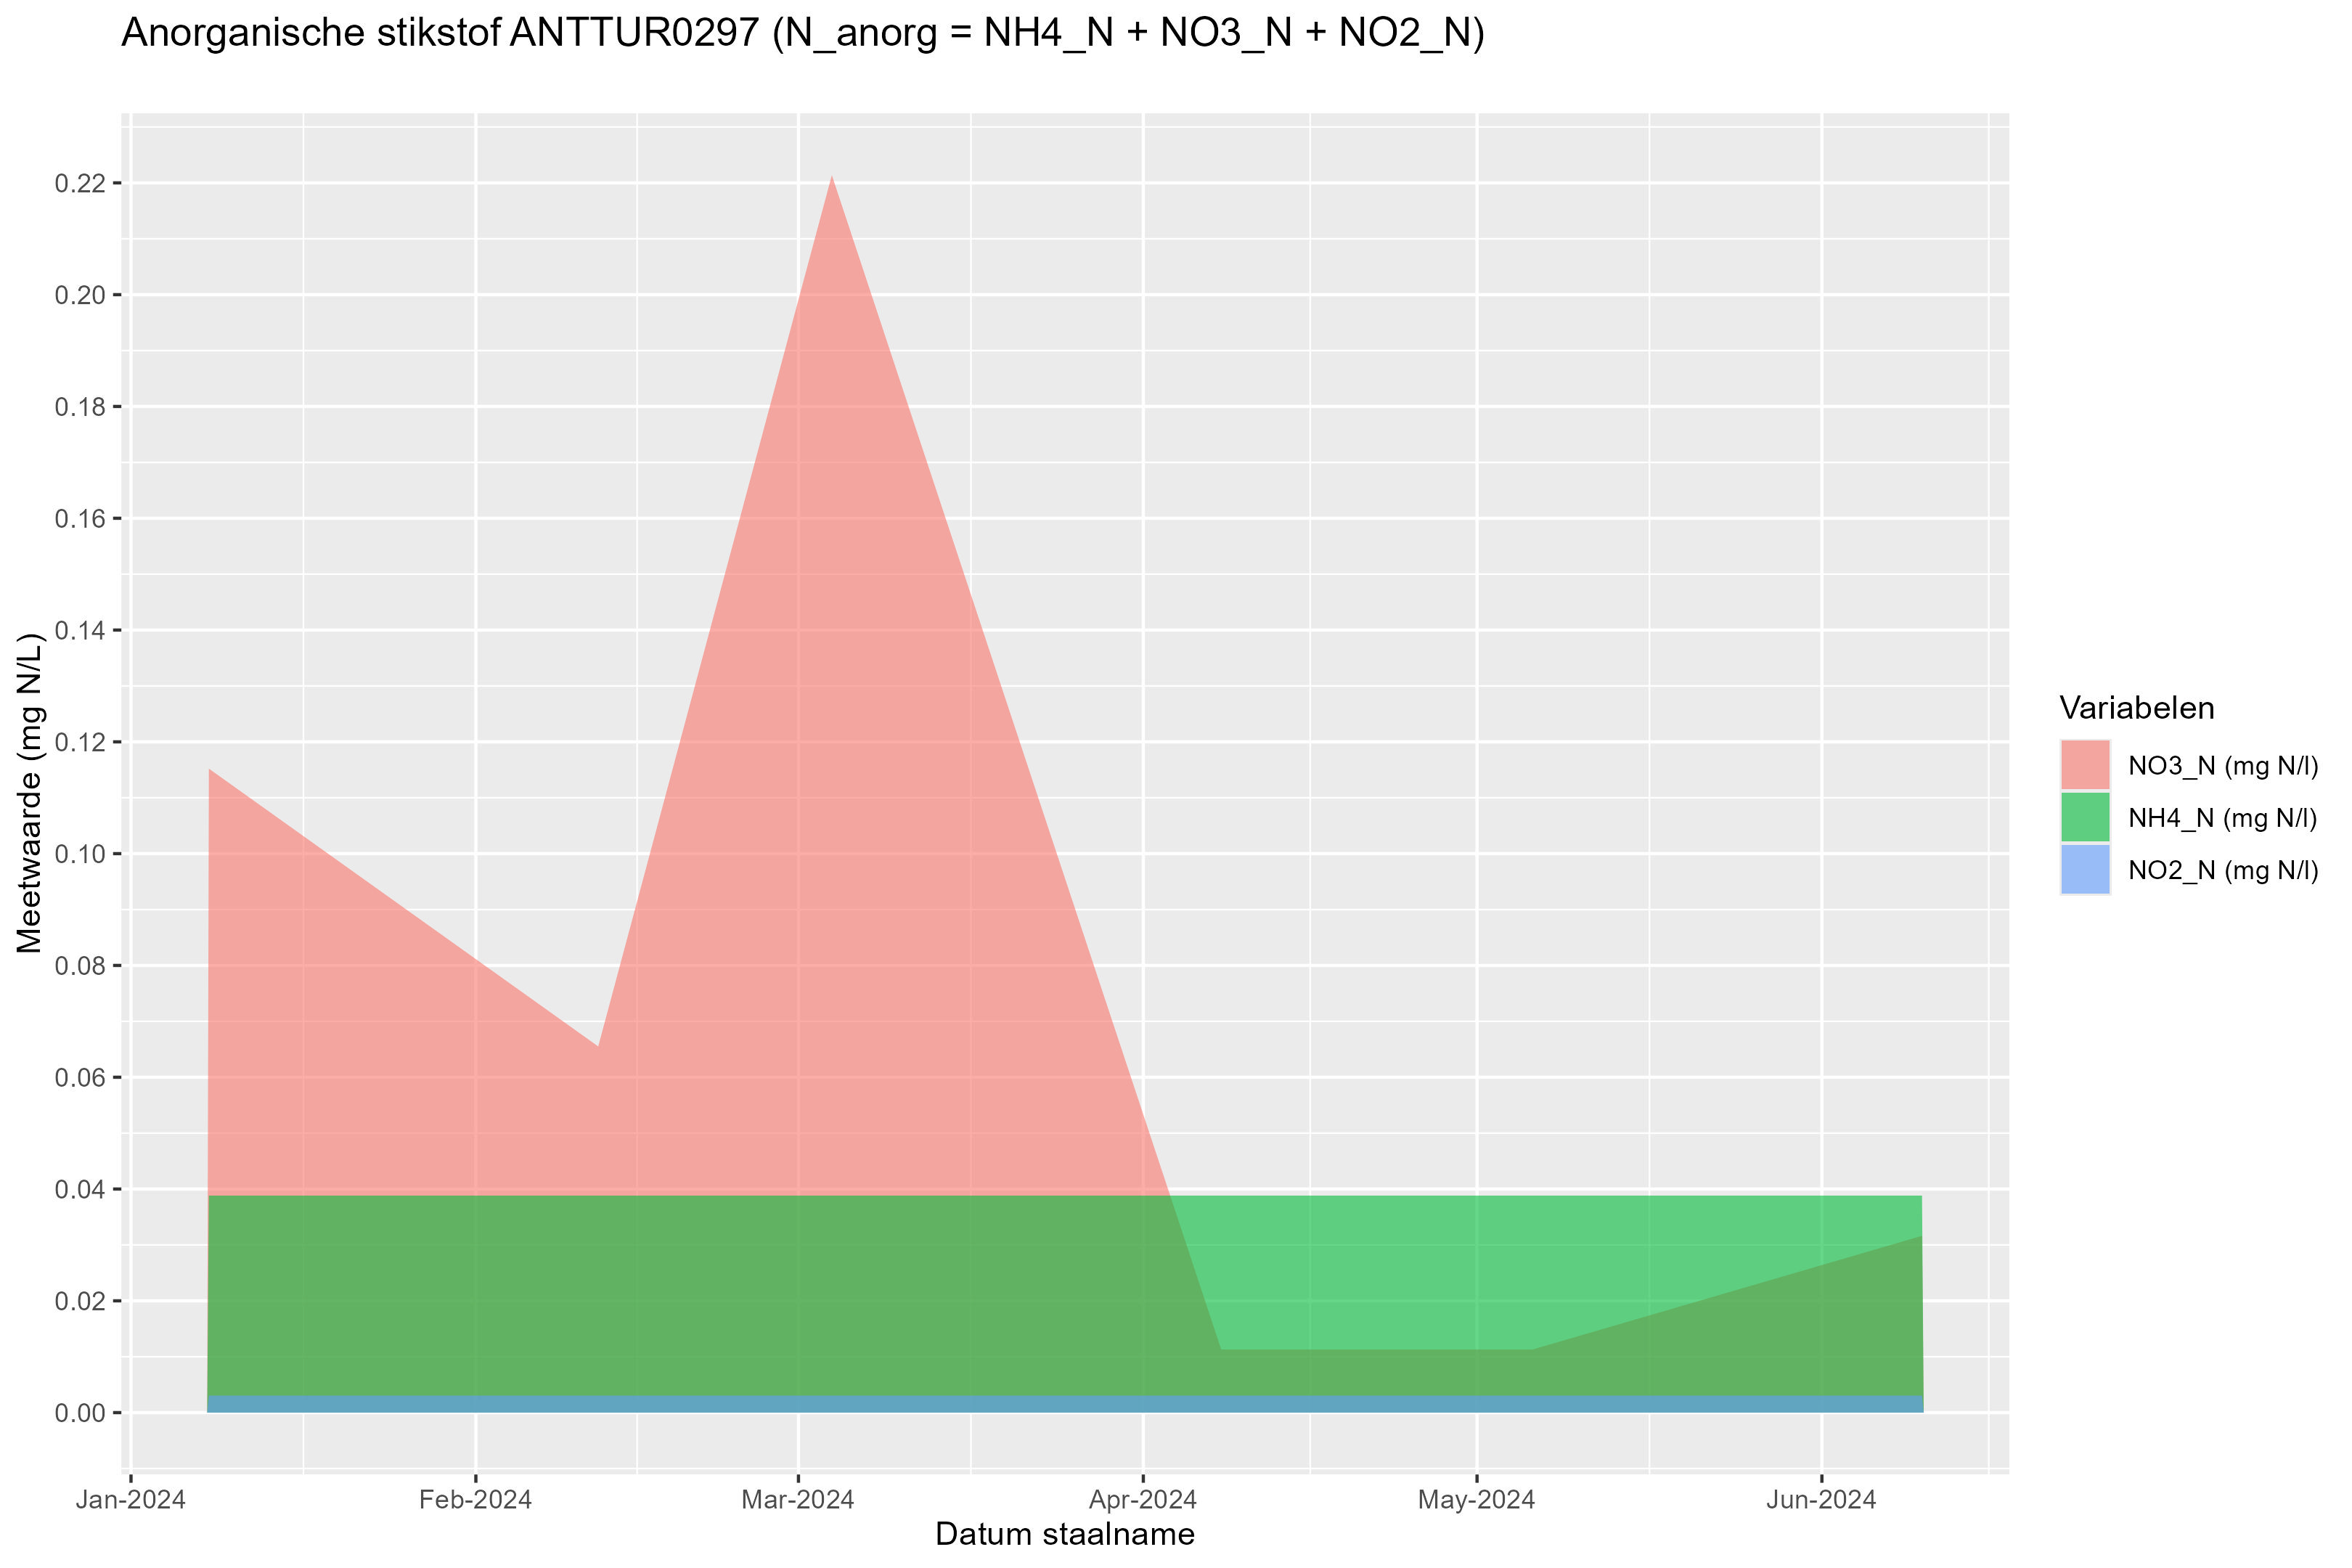 Anorganische stikstof ANTTUR0297 (N_anorg = NH4_N + NO3_N + NO2_N)
Meetwaarde (mg N/L)
0.22
0.20
0.18
0.16
0.14
0.12
0.10
0.08
0.06
0.04
0.02
0.00
Jan-2024 Feb-2024 Mar-2024 Apr-2024 May-2024 Jun-2024
Datum staalname
Variabelen
NO3_N (mg N/l)
NH4_N (mg N/l)
NO2_N (mg N/l)